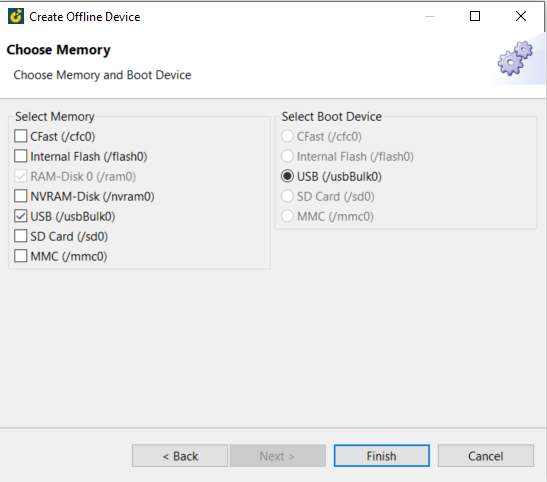 Create Offline Device
Choose Memory
Choose Memory and Boot Device
Select Memory
CFast (/cfc0)
Internal Flash (/flash0)
RAM-Disk 0 (/ram0)
NVRAM-Disk (/nvram0)
USB (/usbBulk0)
SD Card (/sd0)
MMC (/mmc0)
Select Boot Device
CFast (/cfc0)
Internal Flash (/flash0)
USB (/usbBulk0)
SD Card (/sd0)
MMC (/mmc0)
< Back
Next >
Finish
Cancel